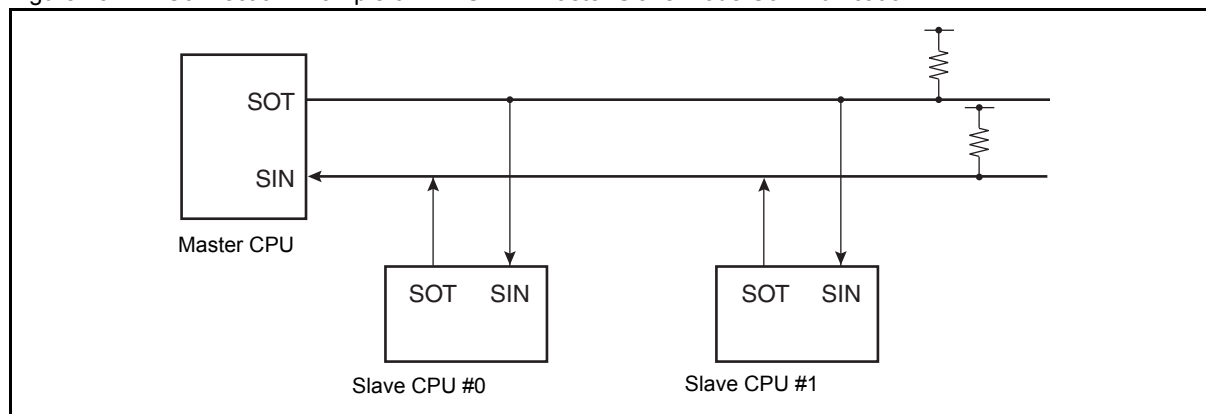 SOT
SIN
Master CPU
SOT SIN
SOT SIN
Slave CPU #0
Slave CPU #1